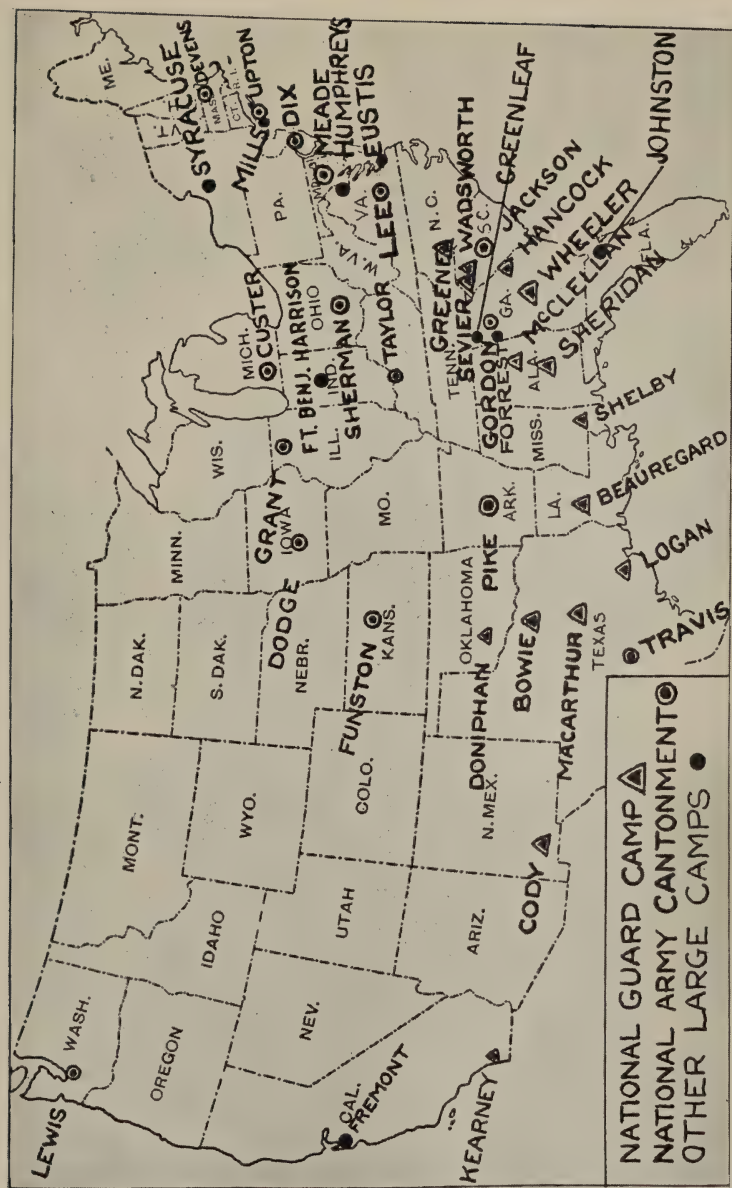 LEWIS
WASH.
OREGON
CAL.
FREMONT
KEARNEY
NEV.
IDAHO
MONT.
WYO.
UTAH
ARIZ.
CODY
COLO.
N. MEX.
N. DAK.
S. DAK.
DODGE
NEBR.
FUNSTON
KANS.
DONIPHAN
OKLAHOMA
BOWIE
MACARTHUR
TEXAS
TRAVIS
LOGAN
MINN.
GRANT
IOWA
MO.
PIKE
ARK.
LA.
BEAUREGARD
WIS.
ILL.
MISS.
SHELBY
MICH.
CUSTER
FT. BENJ. HARRISON
IND.
OHIO
SHERMAN
TAYLOR
TENN.
GREENE
SEVIER
WADSWORTH
GREENLEAF
GORDON
FORREST
ALA.
GA.
MCCLELLAN
SHERIDAN
WHEELER
HANCOCK
JACKSON
S.C.
N.C.
FLA.
JOHNSTON
W. VA.
VA.
LEE
EUSTIS
HUMPHREYS
MEADE
MD.
DIX
PA.
MILLS
UPTON
SYRACUSE
DEVENS
MASS.
CT.
R.I.
ME.
NATIONAL GUARD CAMP
NATIONAL ARMY CANTONMENT
OTHER LARGE CAMPS